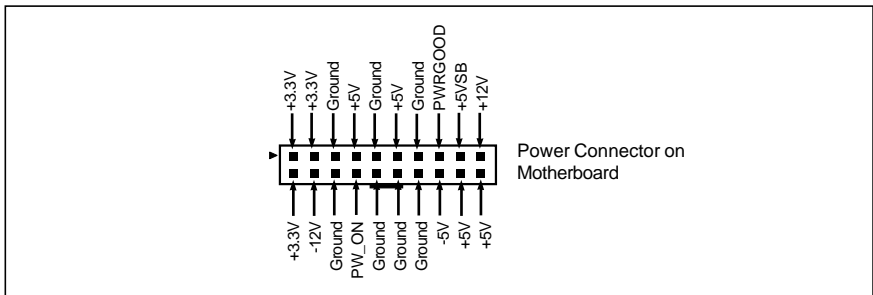 +3.3V
+3.3V
Ground
+5V
Ground
+5V
Ground
PWRGOOD
+5VSB
+12V
Power Connector on
Motherboard
+3.3V
-12V
Ground
PW_ON
Ground
Ground
Ground
-5V
+5V
+5V